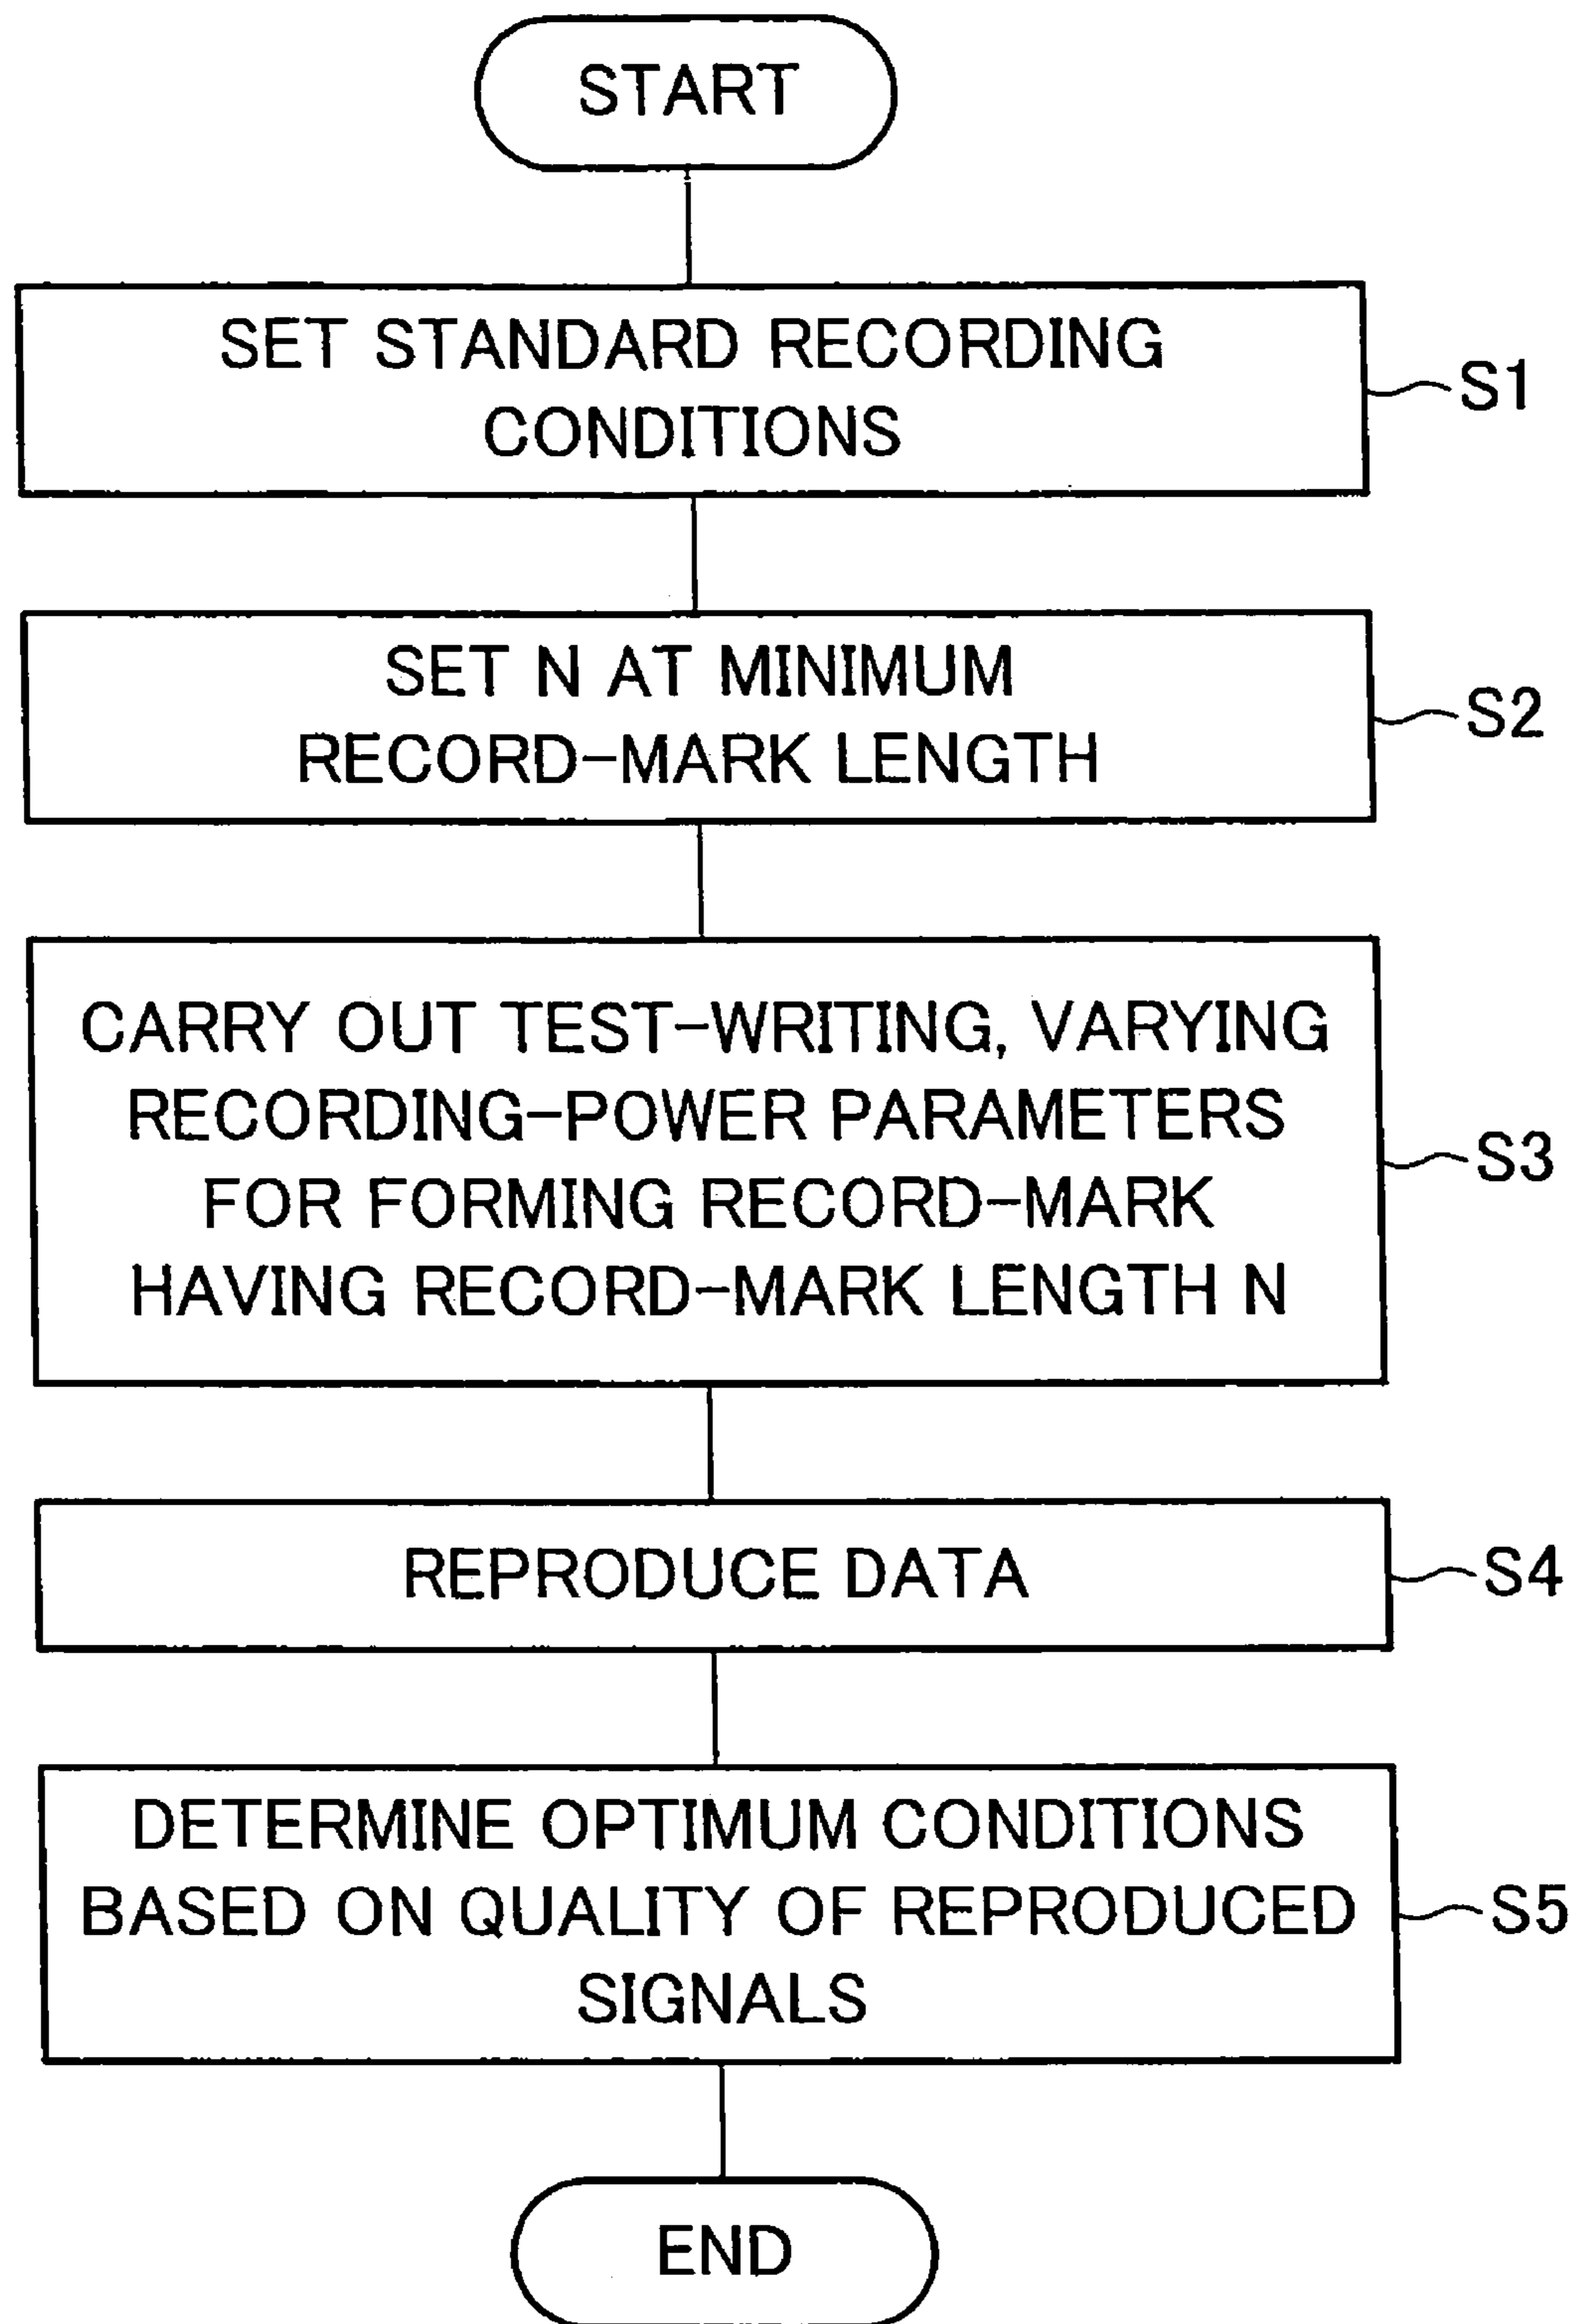 START
SET STANDARD RECORDING
CONDITIONS
S1
SET N AT MINIMUM
RECORD-MARK LENGTH
S2
CARRY OUT TEST-WRITING, VARYING
RECORDING-POWER PARAMETERS
FOR FORMING RECORD-MARK
HAVING RECORD-MARK LENGTH N
S3
REPRODUCE DATA
S4
DETERMINE OPTIMUM CONDITIONS
BASED ON QUALITY OF REPRODUCED
SIGNALS
S5
END